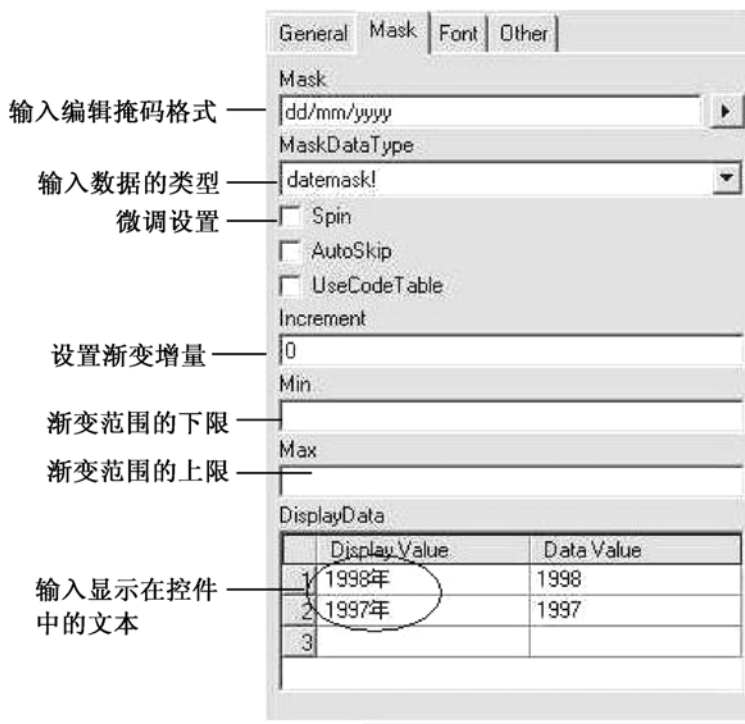 General Mask Font Other
Mask
输入编辑掩码格式 dd/mm/yyyy
MaskDataType
输入数据的类型 datemask!
微调设置 Spin
AutoSkip
UseCodeTable
Increment
设置渐变增量 0
Min
渐变范围的下限
Max
渐变范围的上限
DisplayData
Display Value Data Value
1 1998年 1998
输入显示在控件
2 1997年 1997
中的文本
3